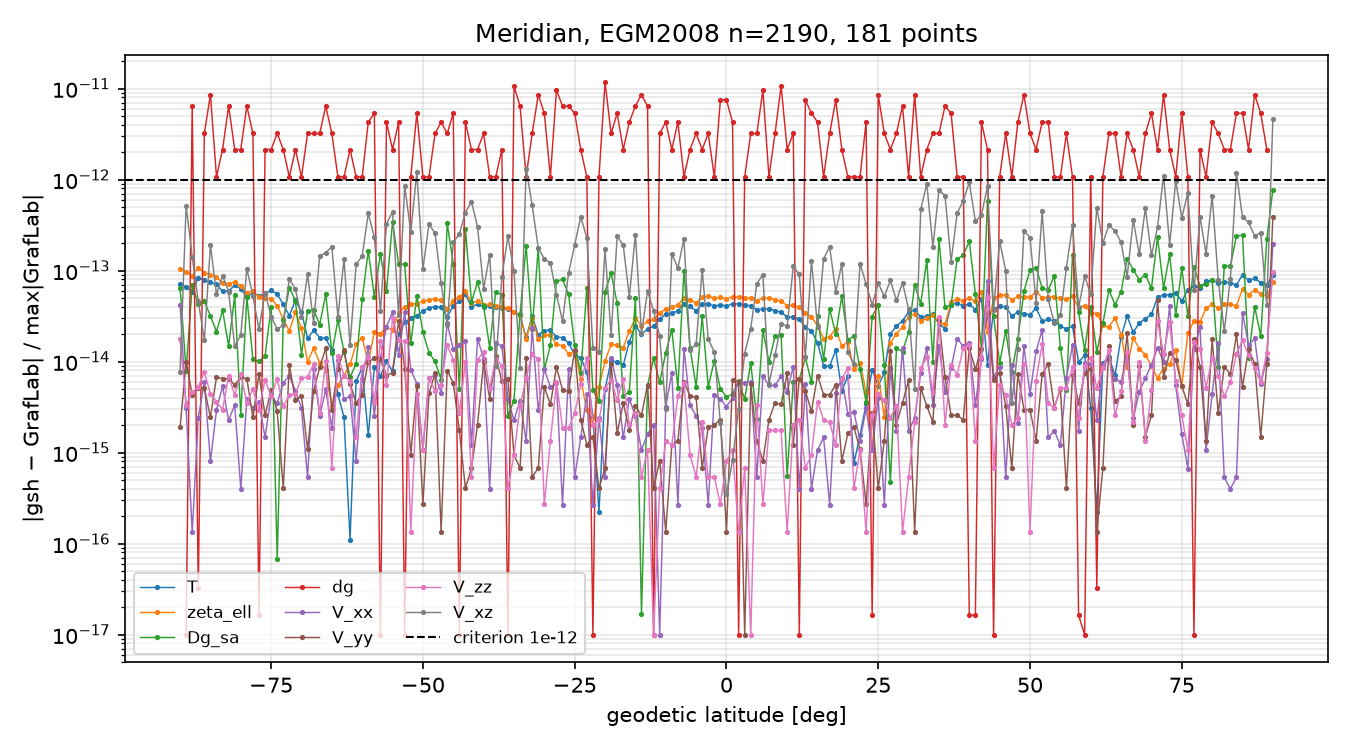 Meridian, EGM2008 n=2190, 181 points
|gsh − GrafLab| / max|GrafLab|
10⁻¹¹
10⁻¹²
10⁻¹³
10⁻¹⁴
10⁻¹⁵
10⁻¹⁶
10⁻¹⁷
T dg V_zz
zeta_ell V_xx V_xz
Dg_sa V_yy criterion 1e-12
−75 −50 −25 0 25 50 75
geodetic latitude [deg]